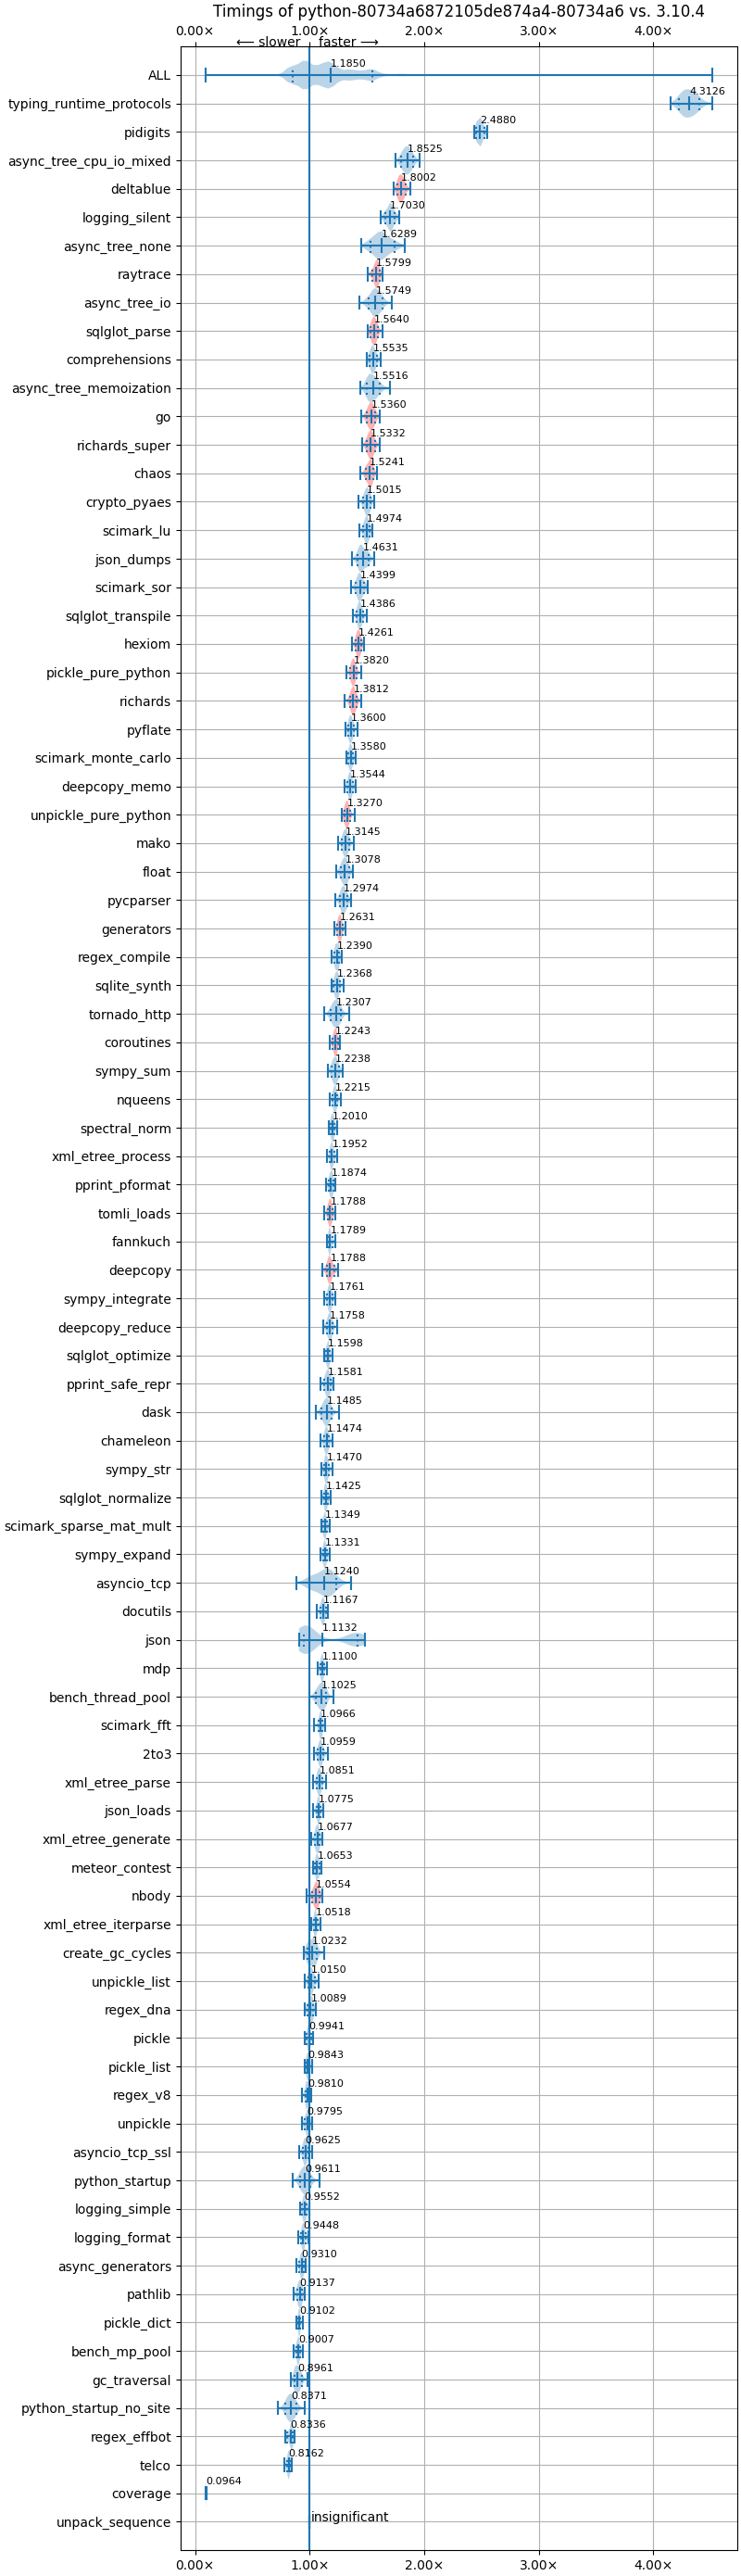 Timings of python-80734a6872105de874a4-80734a6 vs. 3.10.4
0.00× 1.00× 2.00× 3.00× 4.00×
⟵ slower faster ⟶
ALL 1.1850
typing_runtime_protocols 4.3126
pidigits 2.4880
async_tree_cpu_io_mixed 1.8525
deltablue 1.8002
logging_silent 1.7030
async_tree_none 1.6289
raytrace 1.5799
async_tree_io 1.5749
sqlglot_parse 1.5640
comprehensions 1.5535
async_tree_memoization 1.5516
go 1.5360
richards_super 1.5332
chaos 1.5241
crypto_pyaes 1.5015
scimark_lu 1.4974
json_dumps 1.4631
scimark_sor 1.4399
sqlglot_transpile 1.4386
hexiom 1.4261
pickle_pure_python 1.3820
richards 1.3812
pyflate 1.3600
scimark_monte_carlo 1.3580
deepcopy_memo 1.3544
unpickle_pure_python 1.3270
mako 1.3145
float 1.3078
pycparser 1.2974
generators 1.2631
regex_compile 1.2390
sqlite_synth 1.2368
tornado_http 1.2307
coroutines 1.2243
sympy_sum 1.2238
nqueens 1.2215
spectral_norm 1.2010
xml_etree_process 1.1952
pprint_pformat 1.1874
tomli_loads 1.1788
fannkuch 1.1789
deepcopy 1.1788
sympy_integrate 1.1761
deepcopy_reduce 1.1758
sqlglot_optimize 1.1598
pprint_safe_repr 1.1581
dask 1.1485
chameleon 1.1474
sympy_str 1.1470
sqlglot_normalize 1.1425
scimark_sparse_mat_mult 1.1349
sympy_expand 1.1331
asyncio_tcp 1.1240
docutils 1.1167
json 1.1132
mdp 1.1100
bench_thread_pool 1.1025
scimark_fft 1.0966
2to3 1.0959
xml_etree_parse 1.0851
json_loads 1.0775
xml_etree_generate 1.0677
meteor_contest 1.0653
nbody 1.0554
xml_etree_iterparse 1.0518
create_gc_cycles 1.0232
unpickle_list 1.0150
regex_dna 1.0089
pickle 0.9941
pickle_list 0.9843
regex_v8 0.9810
unpickle 0.9795
asyncio_tcp_ssl 0.9625
python_startup 0.9611
logging_simple 0.9552
logging_format 0.9448
async_generators 0.9310
pathlib 0.9137
pickle_dict 0.9102
bench_mp_pool 0.9007
gc_traversal 0.8961
python_startup_no_site 0.8371
regex_effbot 0.8336
telco 0.8162
coverage 0.0964
unpack_sequence insignificant
0.00× 1.00× 2.00× 3.00× 4.00×